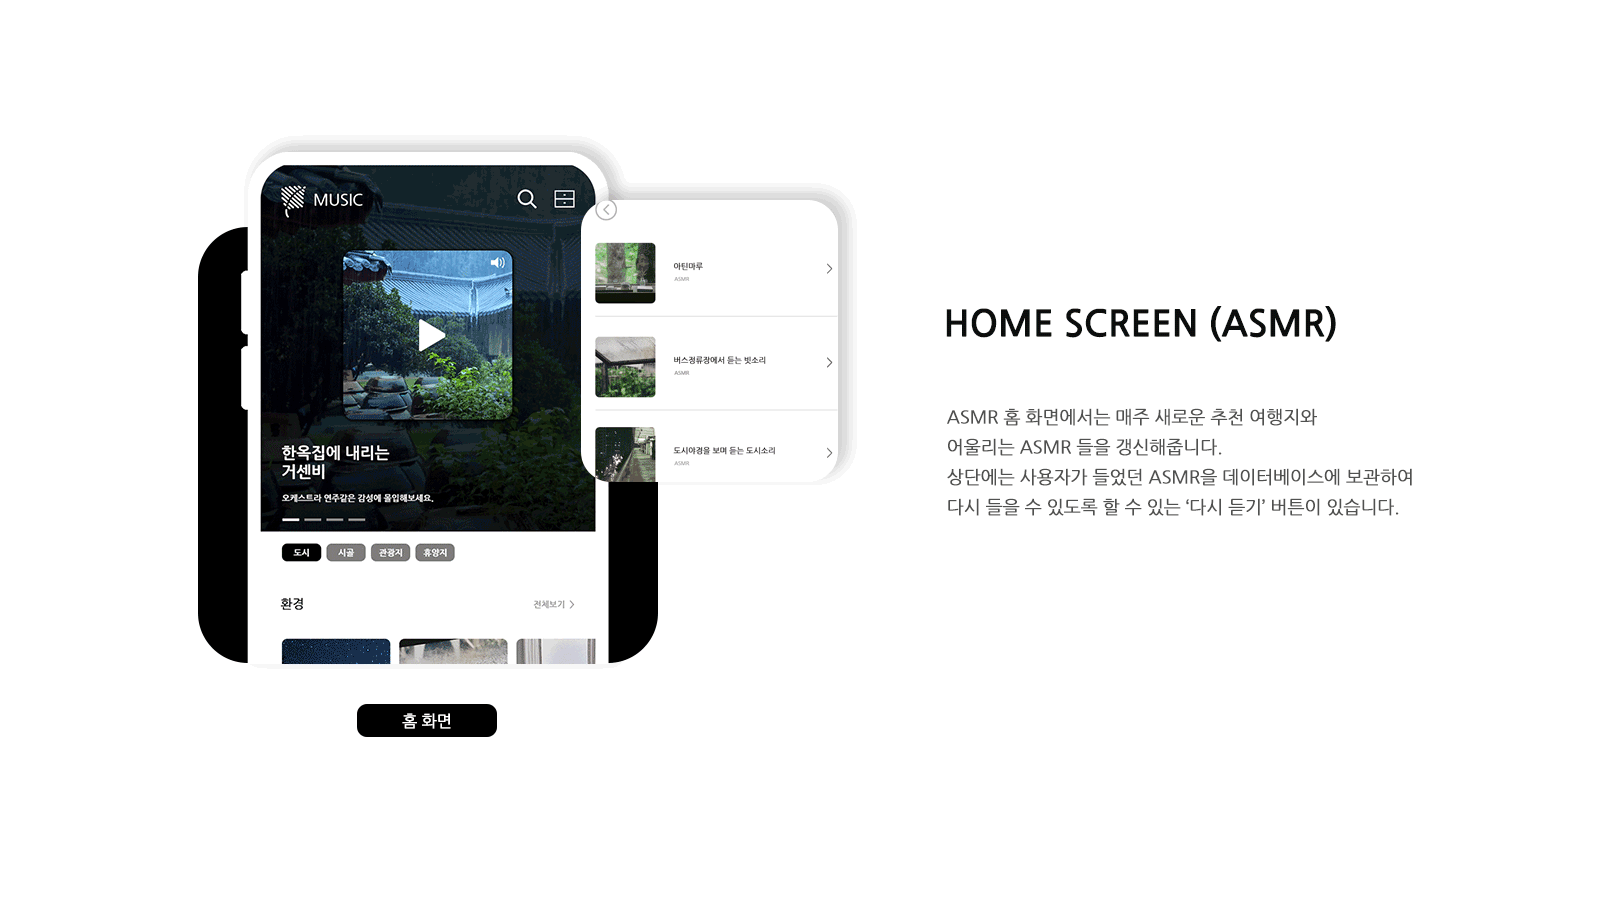 MUSIC
한옥집에 내리는
거센비
오케스트라 연주같은 감성에 몰입해보세요.
도시 시골 관광지 휴양지
환경 전체보기
아틴마루
ASMR
버스정류장에서 듣는 빗소리
ASMR
도시야경을 보며 듣는 도시소리
ASMR
홈 화면
HOME SCREEN (ASMR)
ASMR 홈 화면에서는 매주 새로운 추천 여행지와
어울리는 ASMR 들을 갱신해줍니다.
상단에는 사용자가 들었던 ASMR을 데이터베이스에 보관하여
다시 들을 수 있도록 할 수 있는 ‘다시 듣기’ 버튼이 있습니다.